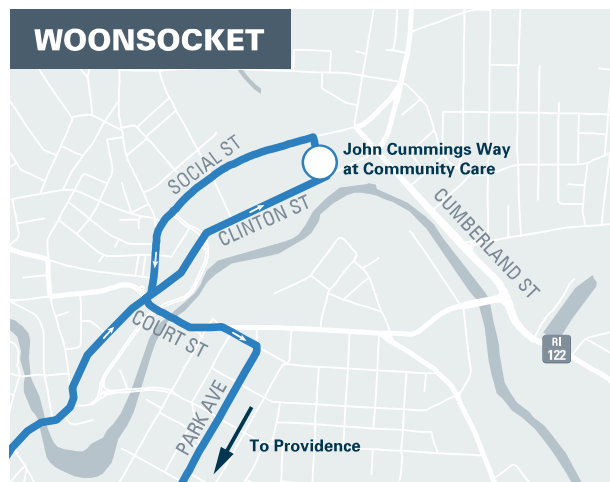 WOONSOCKET
John Cummings Way
at Community Care
SOCIAL ST
CLINTON ST
CUMBERLAND ST
COURT ST
RI
122
PARK AVE
To Providence